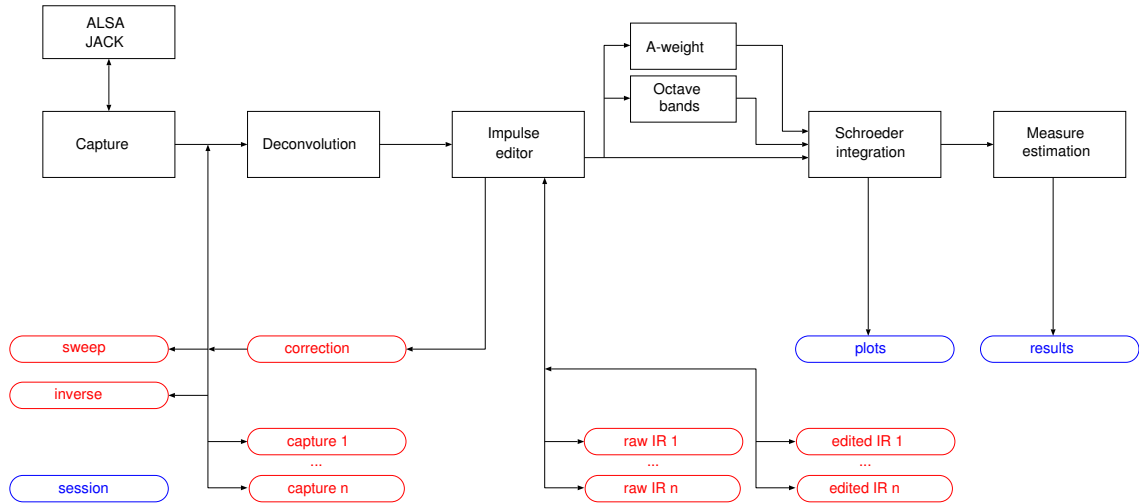 ALSA
JACK
A-weight
Octave
bands
Capture
Deconvolution
Impulse
editor
Schroeder
integration
Measure
estimation
sweep
correction
plots
results
inverse
capture 1
raw IR 1
edited IR 1
...
...
...
session
capture n
raw IR n
edited IR n